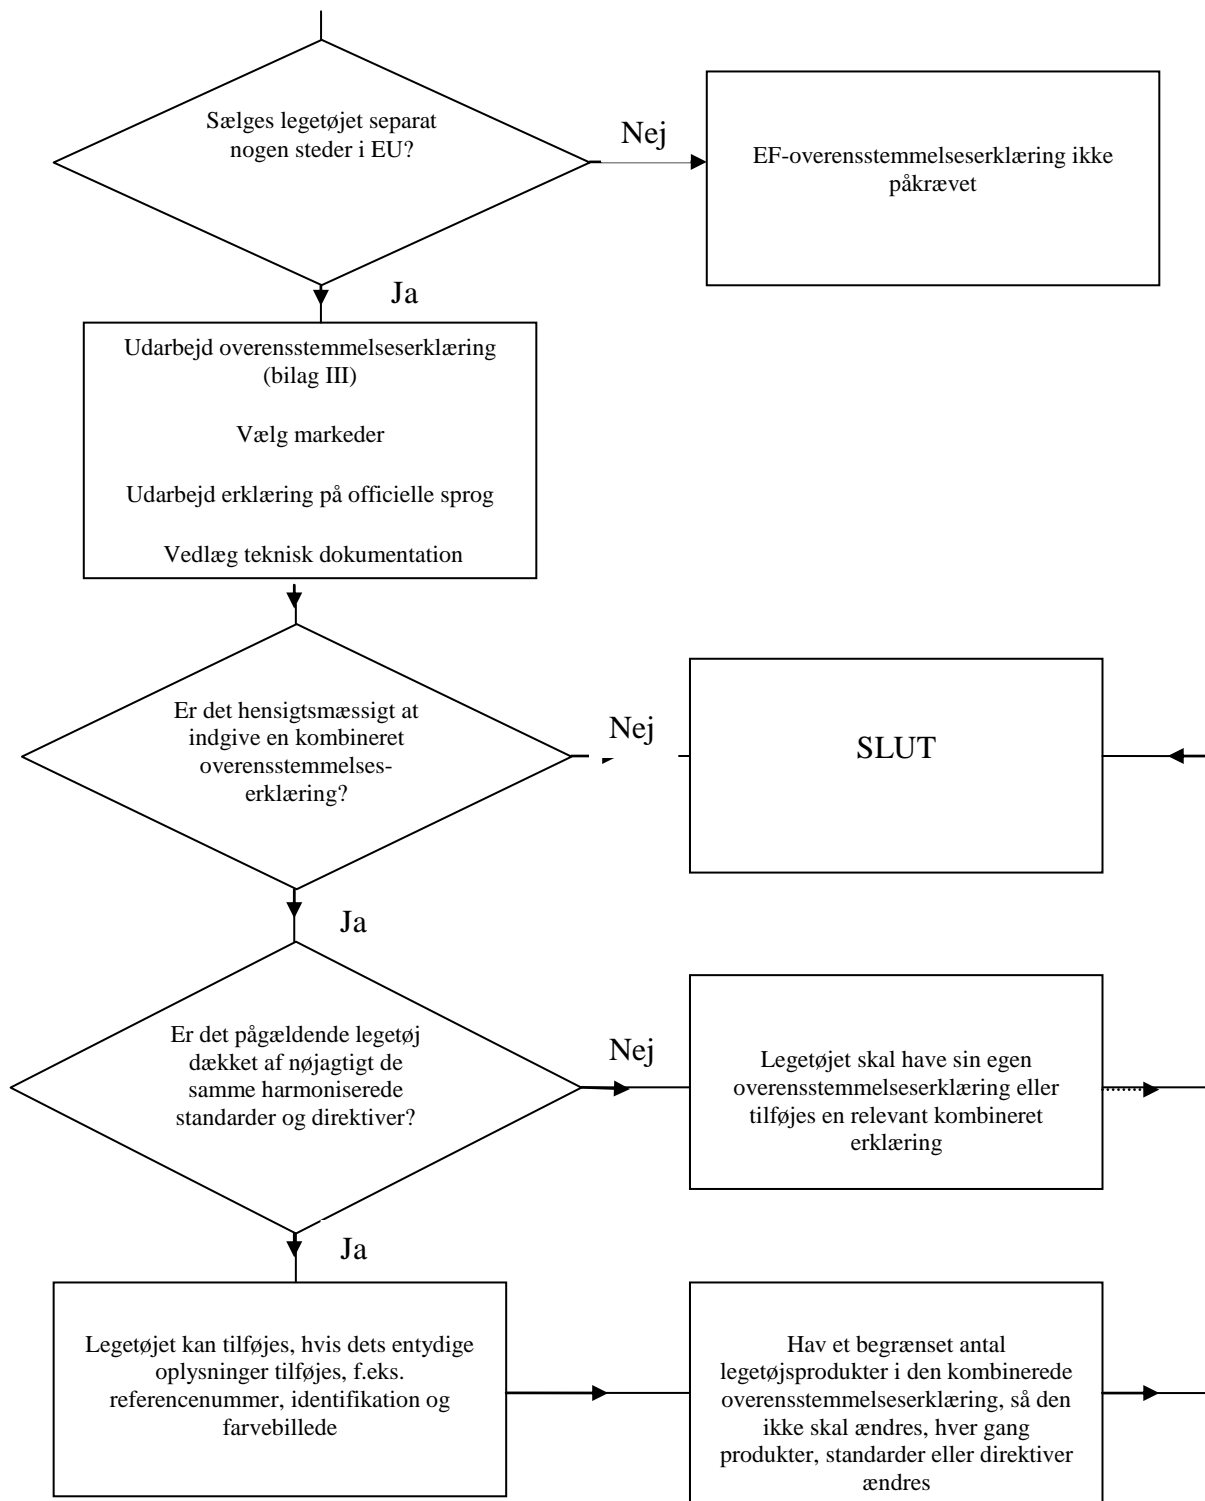 Sælges legetøjet separat
nogen steder i EU?
Nej
EF-overensstemmelseserklæring ikke
påkrævet
Ja
Udarbejd overensstemmelseserklæring
(bilag III)
Vælg markeder
Udarbejd erklæring på officielle sprog
Vedlæg teknisk dokumentation
Er det hensigtsmæssigt at
indgive en kombineret
overensstemmelses-
erklæring?
Nej
SLUT
Ja
Er det pågældende legetøj
dækket af nøjagtigt de
samme harmoniserede
standarder og direktiver?
Nej
Legetøjet skal have sin egen
overensstemmelseserklæring eller
tilføjes en relevant kombineret
erklæring
Ja
Legetøjet kan tilføjes, hvis dets entydige
oplysninger tilføjes, f.eks.
referencenummer, identifikation og
farvebillede
Hav et begrænset antal
legetøjsprodukter i den kombinerede
overensstemmelseserklæring, så den
ikke skal ændres, hver gang
produkter, standarder eller direktiver
ændres